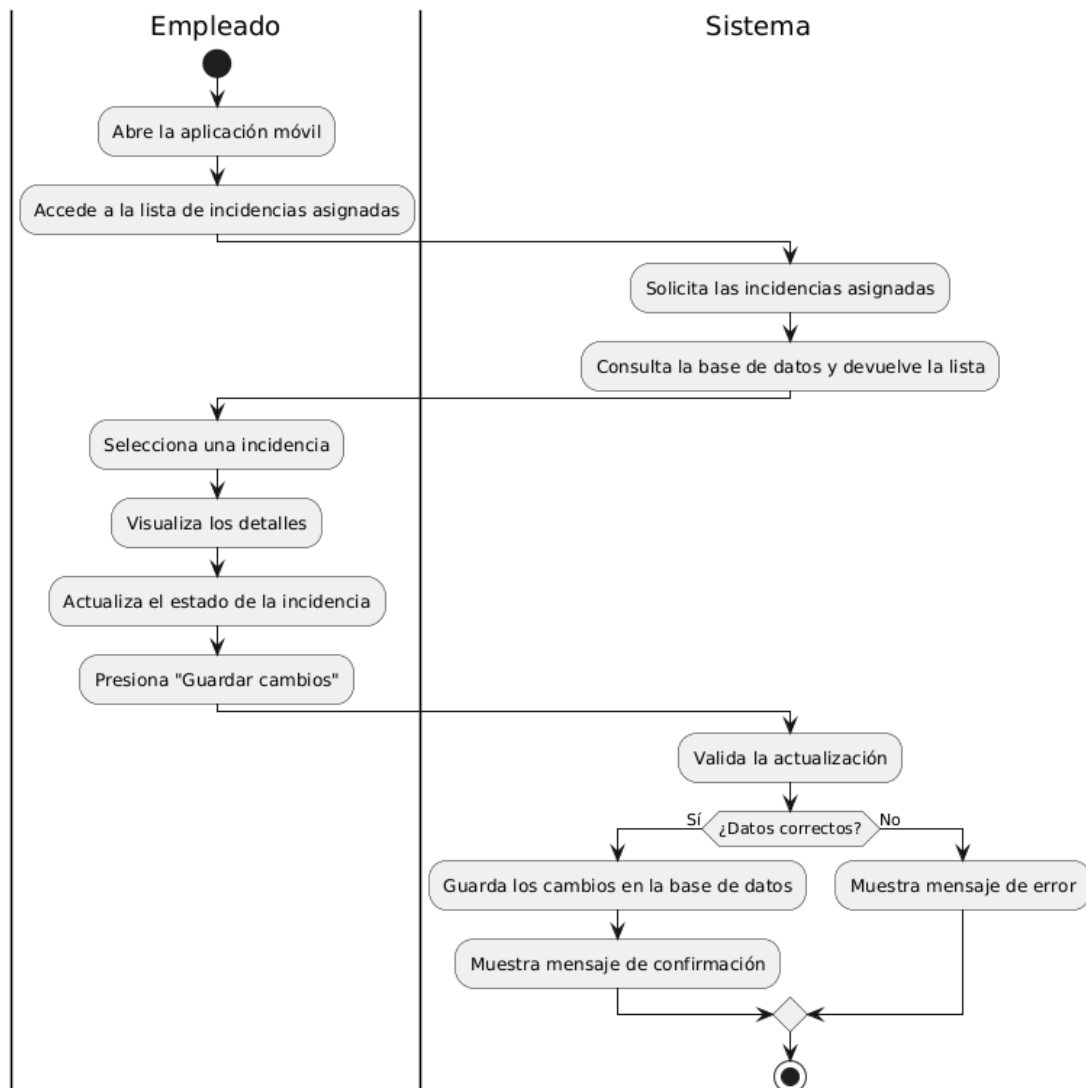 Empleado
Sistema
Abre la aplicación móvil
Accede a la lista de incidencias asignadas
Solicita las incidencias asignadas
Consulta la base de datos y devuelve la lista
Selecciona una incidencia
Visualiza los detalles
Actualiza el estado de la incidencia
Presiona "Guardar cambios"
Valida la actualización
Sí
¿Datos correctos?
No
Guarda los cambios en la base de datos
Muestra mensaje de error
Muestra mensaje de confirmación